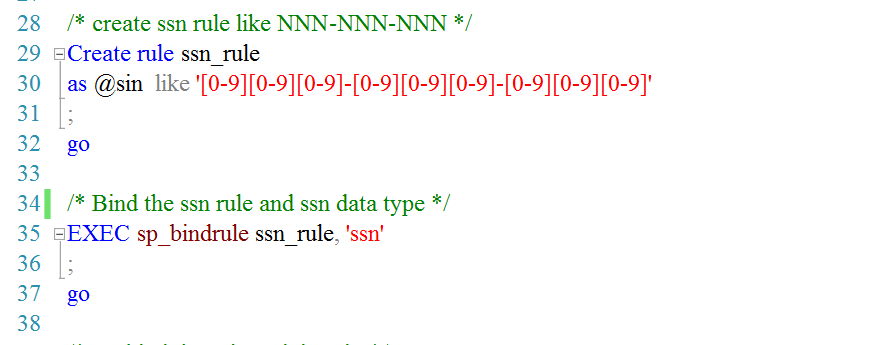 28 /* create ssn rule like NNN-NNN-NNN */
29 Create rule ssn_rule
30 as @sin  like '[0-9][0-9][0-9]-[0-9][0-9][0-9]-[0-9][0-9][0-9]'
31 ;
32 go
33
34 /* Bind the ssn rule and ssn data type */
35 EXEC sp_bindrule ssn_rule, 'ssn'
36 ;
37 go
38